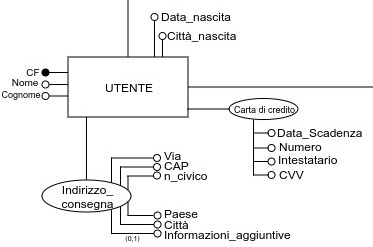 Data_nascita
Città_nascita
CF
Nome
Cognome
UTENTE
Carta di credito
Data_Scadenza
Numero
Intestatario
CVV
Via
CAP
n_civico
Indirizzo_
consegna
Paese
Città
Informazioni_aggiuntive
(0,1)